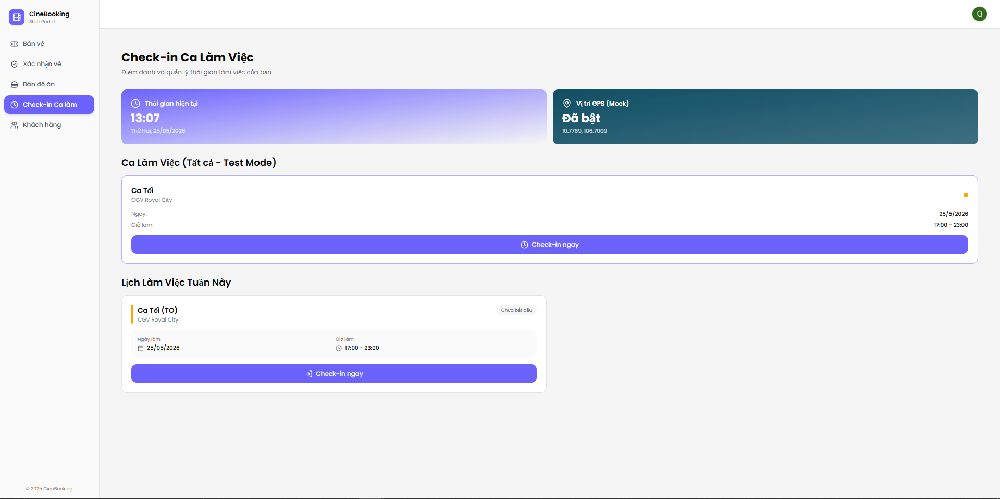 CineBooking
Staff Portal
Bán vé
Xác nhận vé
Bán đồ ăn
Check-in Ca làm
Khách hàng
© 2025 CineBooking
Q
Check-in Ca Làm Việc
Điểm danh và quản lý thời gian làm việc của bạn
Thời gian hiện tại
13:07
Thứ Hai, 25/05/2026
Vị trí GPS (Mock)
Đã bật
10.7769, 106.7009
Ca Làm Việc (Tất cả - Test Mode)
Ca Tối
CGV Royal City
Ngày: 25/5/2026
Giờ làm: 17:00 - 23:00
Check-in ngay
Lịch Làm Việc Tuần Này
Ca Tối (TO)
Chưa bắt đầu
CGV Royal City
Ngày làm
25/05/2026
Giờ làm
17:00 - 23:00
Check-in ngay